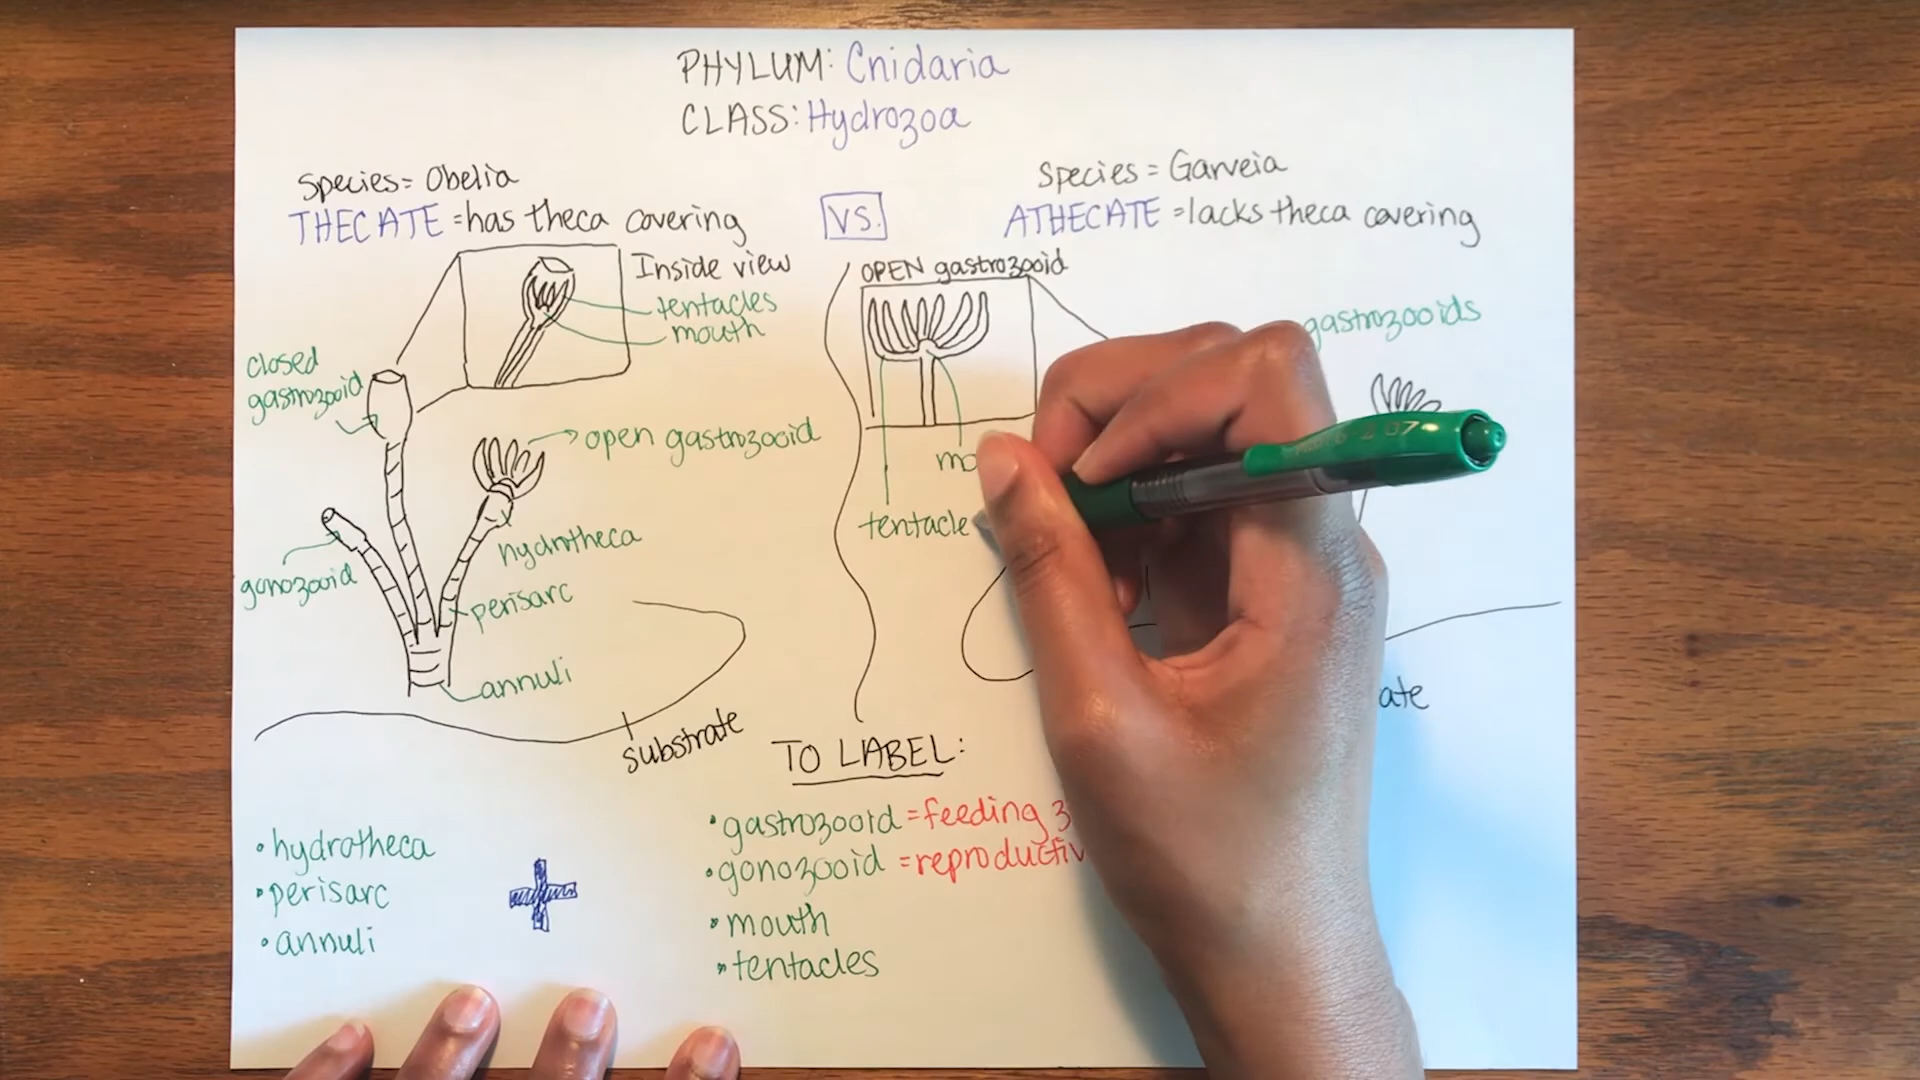 PHYLUM: Cnidaria
CLASS: Hydrozoa
Species= Obelia
THECATE =has theca covering
VS.
Species = Garveia
ATHECATE =lacks theca covering
Inside view
tentacles
mouth
closed
gastrozooid
open gastrozooid
gonozooid
hydrotheca
perisarc
annuli
substrate
OPEN gastrozooid
mo
tentacle
gastrozooids
ate
TO LABEL:
•gastrozooid =feeding
•gonozooid =reproductiv
•mouth
•tentacles
•hydrotheca
•perisarc
•annuli